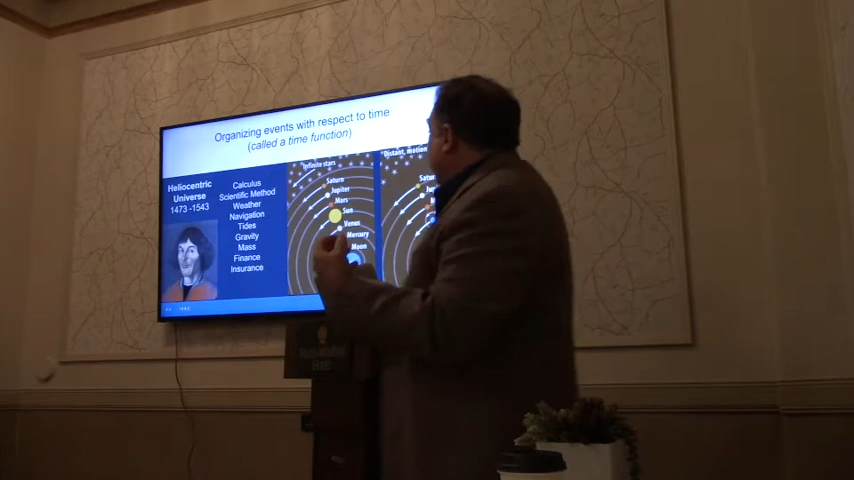 Organizing events with respect to time
(called a time function)
Heliocentric
Universe
1473 -1543
Calculus
Scientific Method
Weather
Navigation
Tides
Gravity
Mass
Finance
Insurance
Infinite stars
Saturn
Jupiter
Mars
Sun
Venus
Mercury
Moon
"Distant, motion
Satu